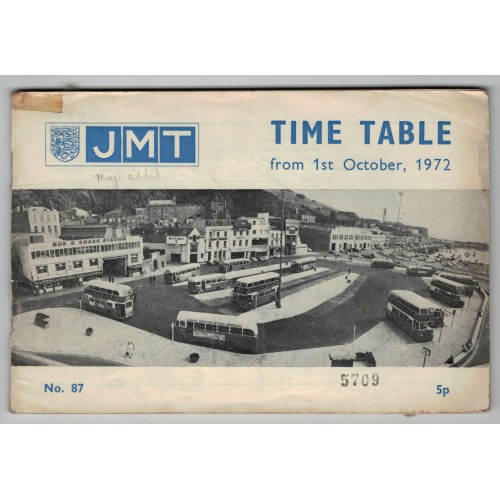 JMT
TIME TABLE
from 1st October, 1972
map added
BUS & COACH STATION
No. 87
5709
5p